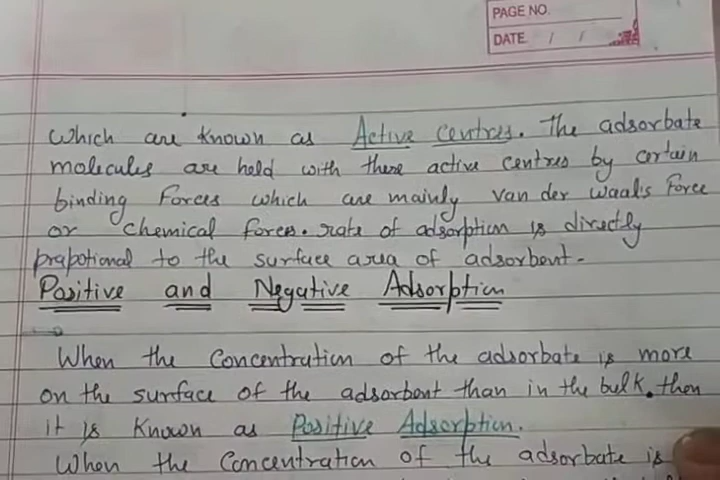 PAGE NO.
DATE / /
which are known as Active centres. The adsorbate
molecules are held with these active centres by certain
binding forces which are mainly van der waal's force
or chemical forces. rate of adsorption is directly
prapotional to the surface area of adsorbent.
Positive and Negative Adsorption
When the concentration of the adsorbate is more
on the surface of the adsorbent than in the bulk. then
it is known as Positive Adsorption.
When the concentration of the adsorbate is